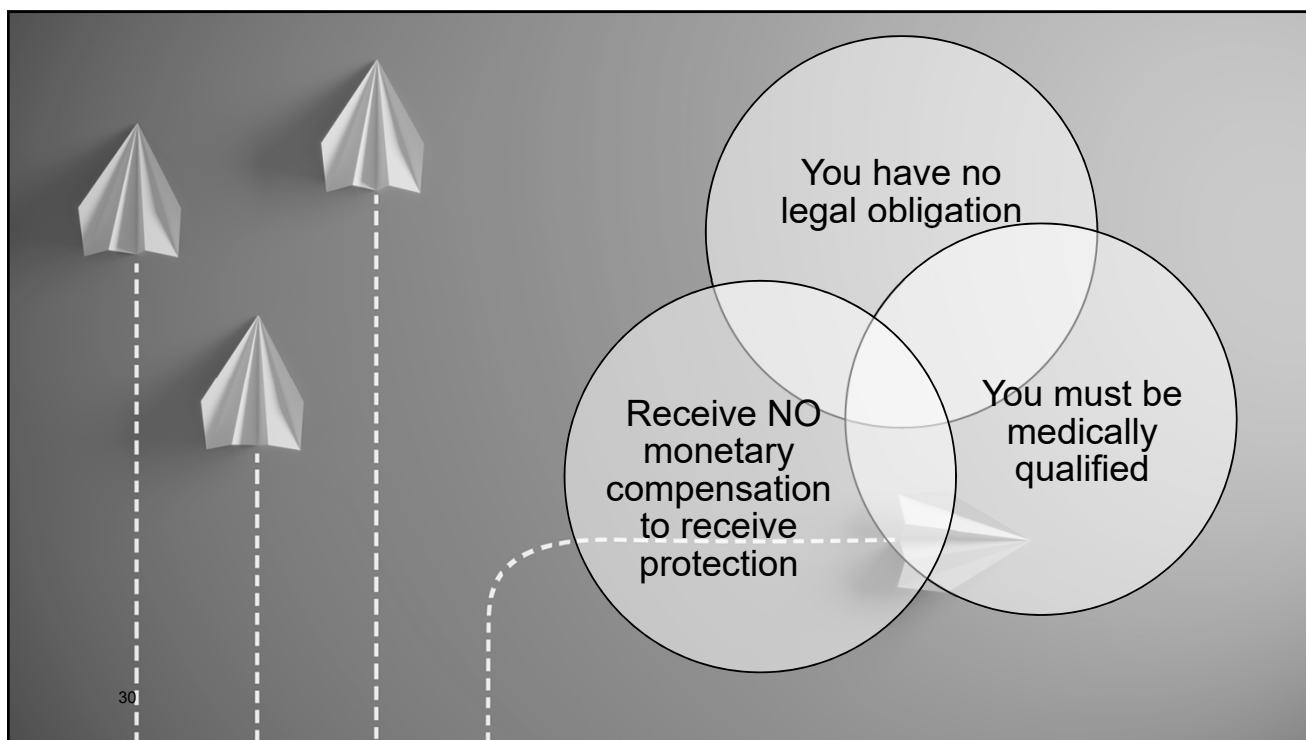 You have no
legal obligation
You must be
medically
qualified
Receive NO
monetary
compensation
to receive
protection
30